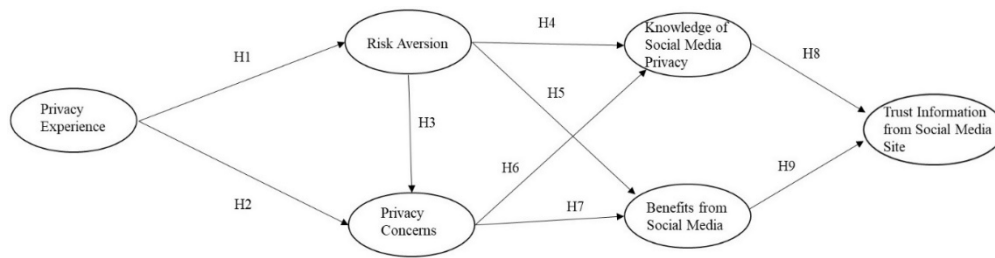 H1
Risk Aversion
H4
Knowledge of
Social Media
Privacy
H8
Privacy
Experience
H3
H5
Trust Information
from Social Media
Site
H2
H6
H9
Privacy
Concerns
H7
Benefits from
Social Media